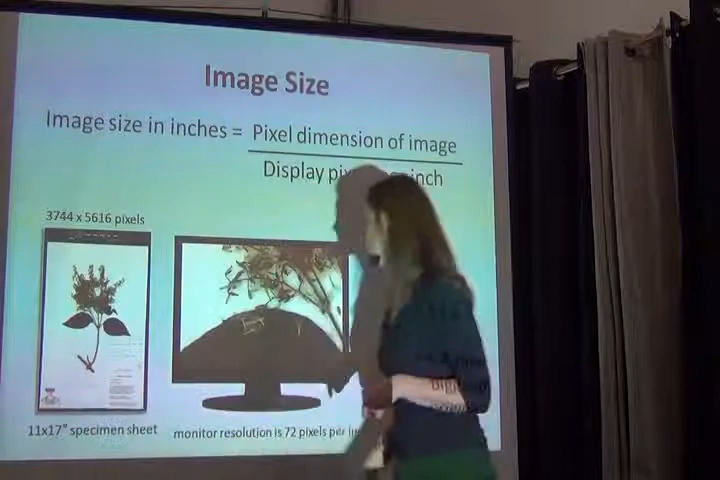 Image Size
Image size in inches = Pixel dimension of image
Display inch
3744 x 5616 pixels
11x17" specimen sheet
monitor resolution is 72 pixels per